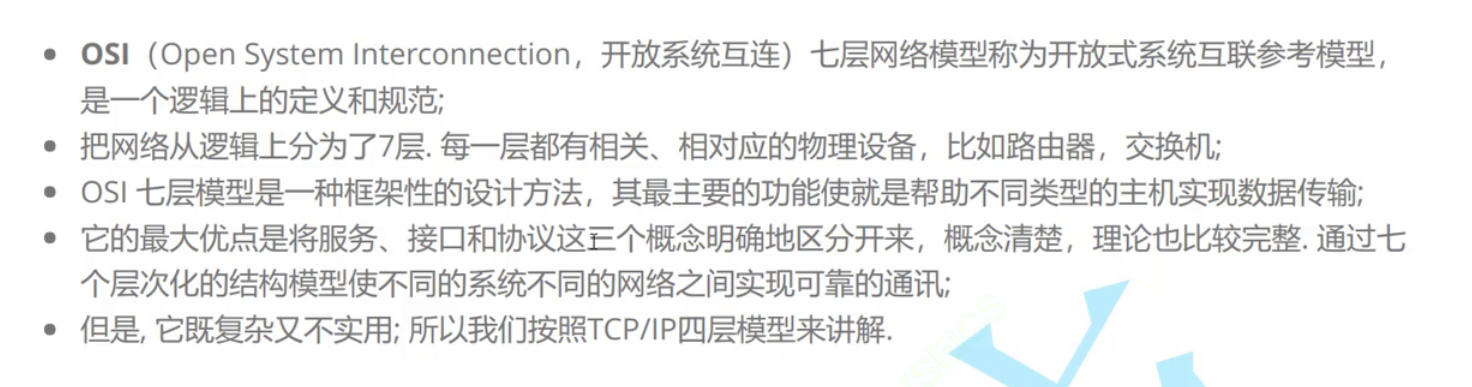 • OSI（Open System Interconnection，开放系统互连）七层网络模型称为开放式系统互联参考模型，
是一个逻辑上的定义和规范;
• 把网络从逻辑上分为了7层. 每一层都有相关、相对应的物理设备，比如路由器，交换机;
• OSI 七层模型是一种框架性的设计方法，其最主要的功能使就是帮助不同类型的主机实现数据传输;
• 它的最大优点是将服务、接口和协议这三个概念明确地区分开来，概念清楚，理论也比较完整. 通过七
个层次化的结构模型使不同的系统不同的网络之间实现可靠的通讯;
• 但是, 它既复杂又不实用; 所以我们按照TCP/IP四层模型来讲解.